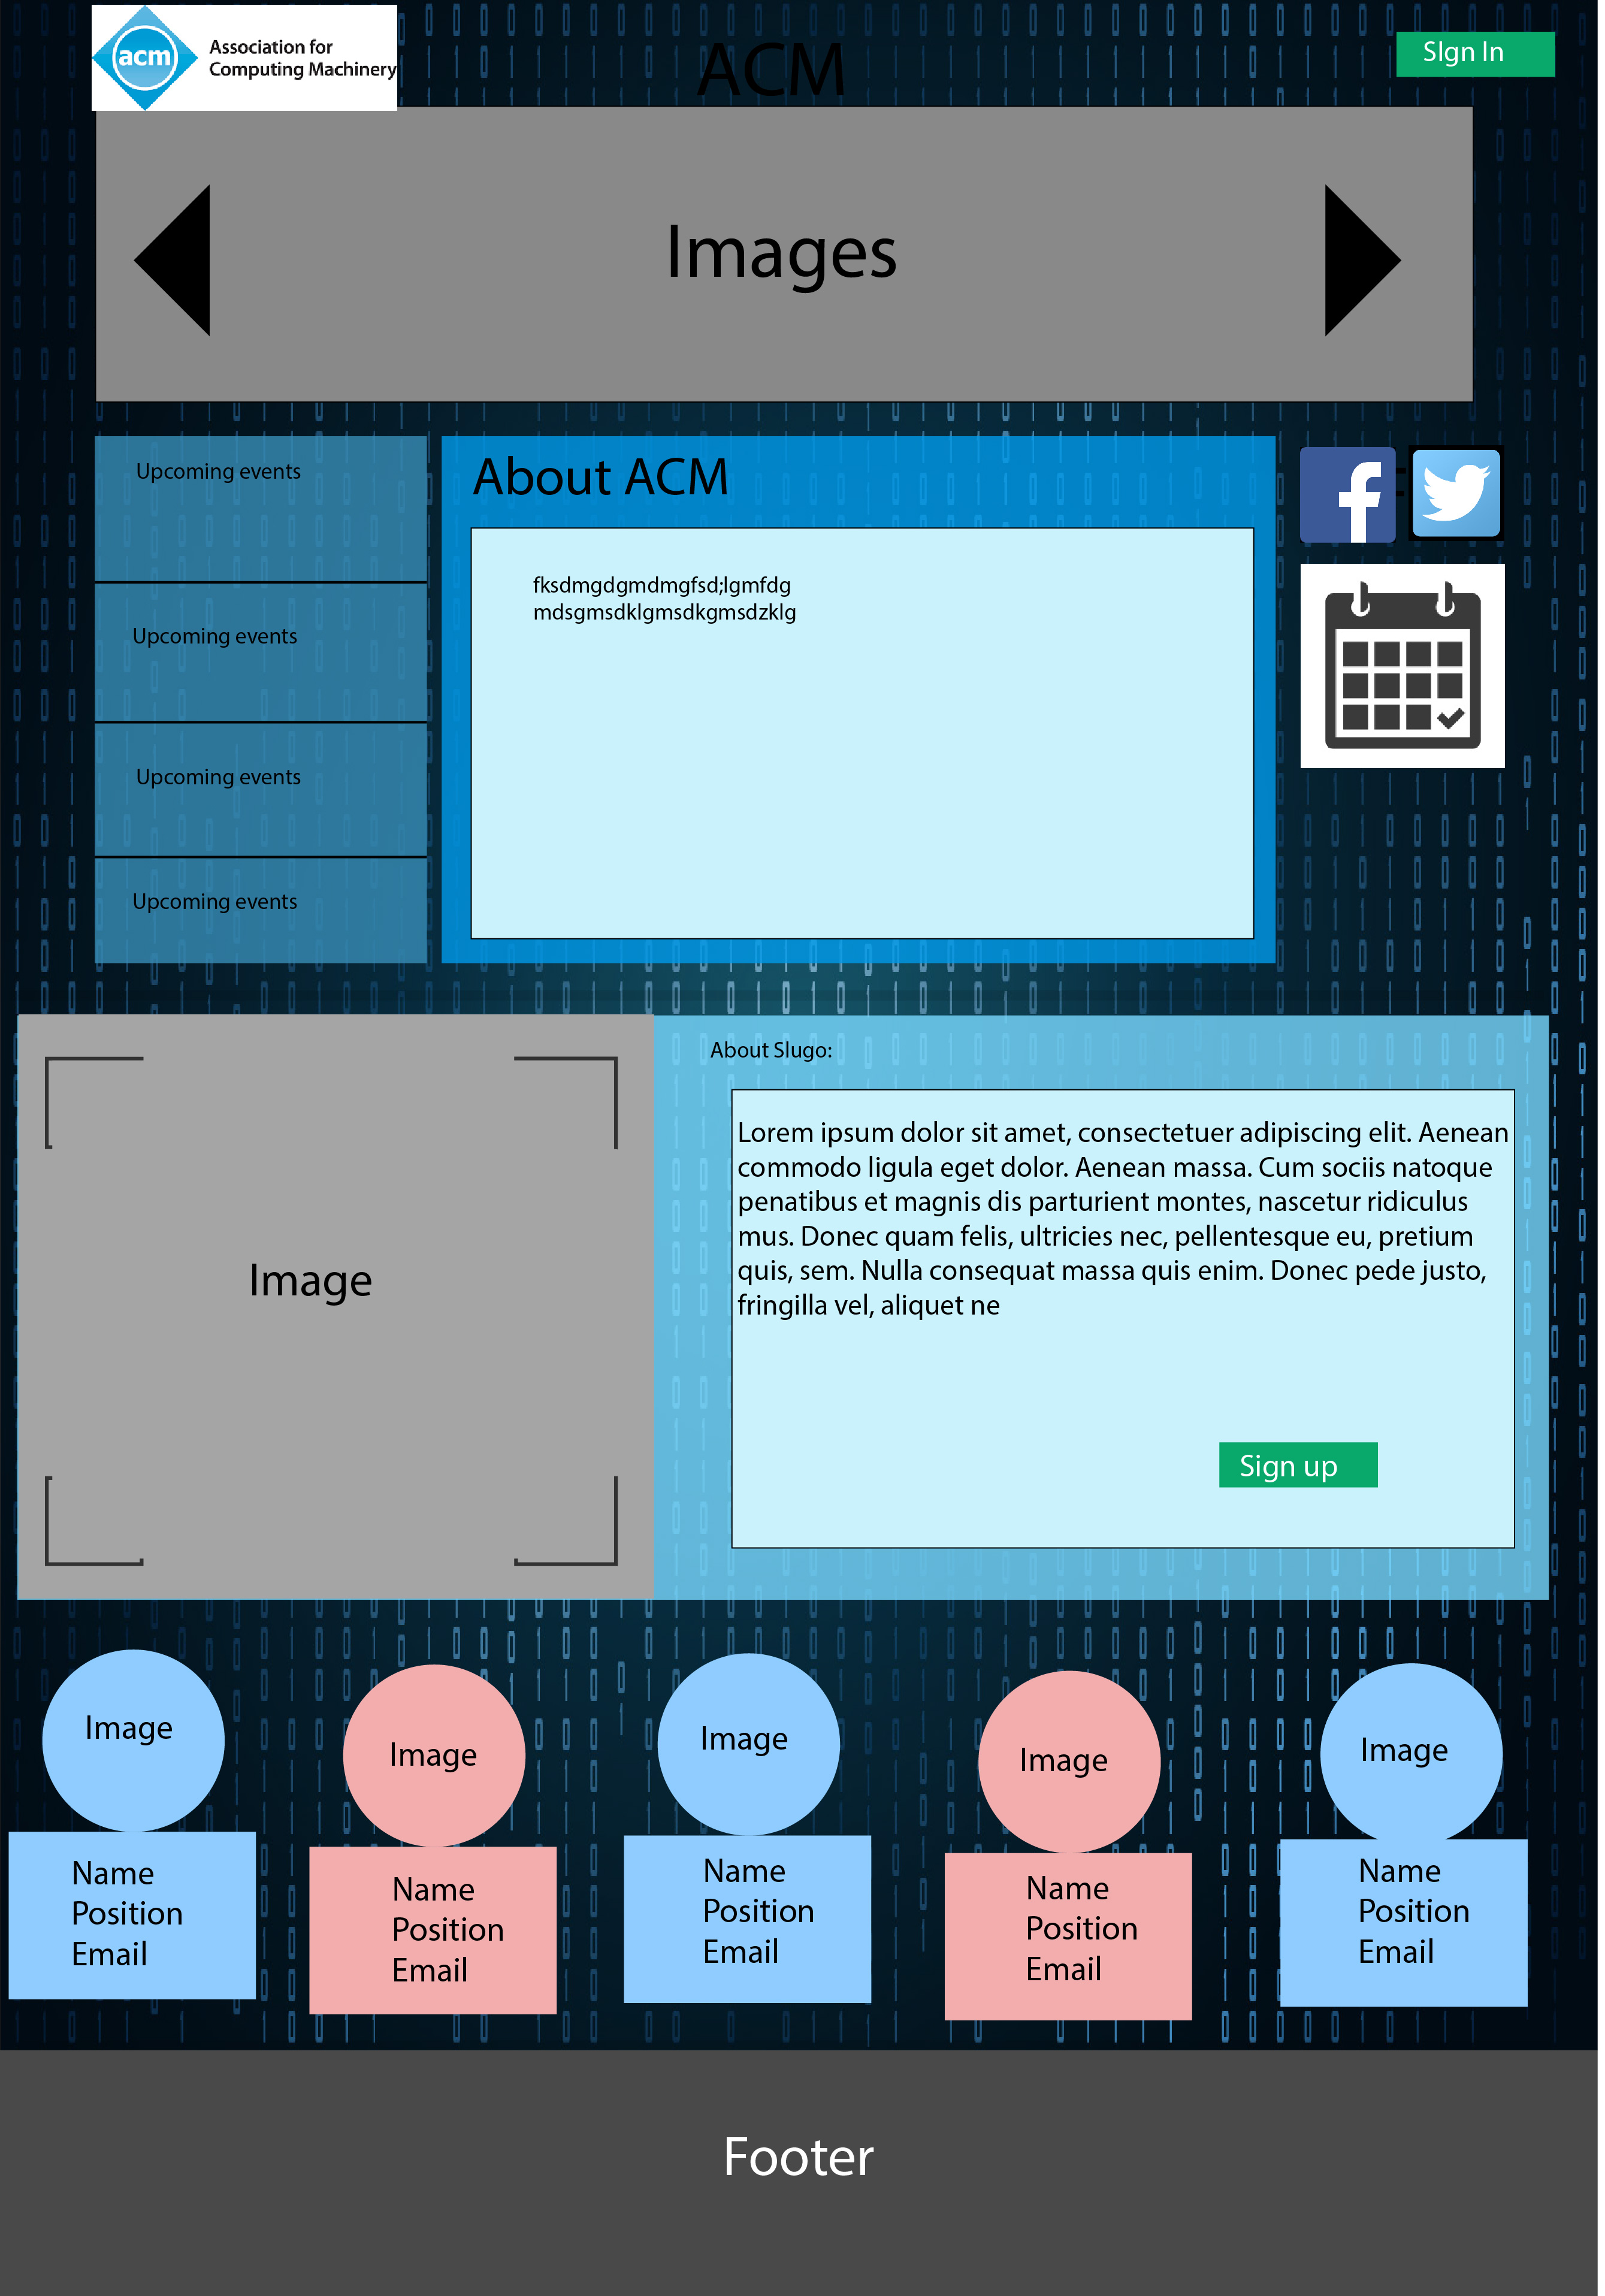 acm
Association for
Computing Machinery
ACM
SIgn In
Images
Upcoming events
Upcoming events
Upcoming events
Upcoming events
About ACM
fksdmgdgmdmgfsd;lgmfdg
mdsgmsdklgmsdkgmsdzklg
f
Image
About Slugo:
Lorem ipsum dolor sit amet, consectetuer adipiscing elit. Aenean
commodo ligula eget dolor. Aenean massa. Cum sociis natoque
penatibus et magnis dis parturient montes, nascetur ridiculus
mus. Donec quam felis, ultricies nec, pellentesque eu, pretium
quis, sem. Nulla consequat massa quis enim. Donec pede justo,
fringilla vel, aliquet ne
Sign up
Image
Name
Position
Email
Image
Name
Position
Email
Image
Name
Position
Email
Image
Name
Position
Email
Image
Name
Position
Email
Footer